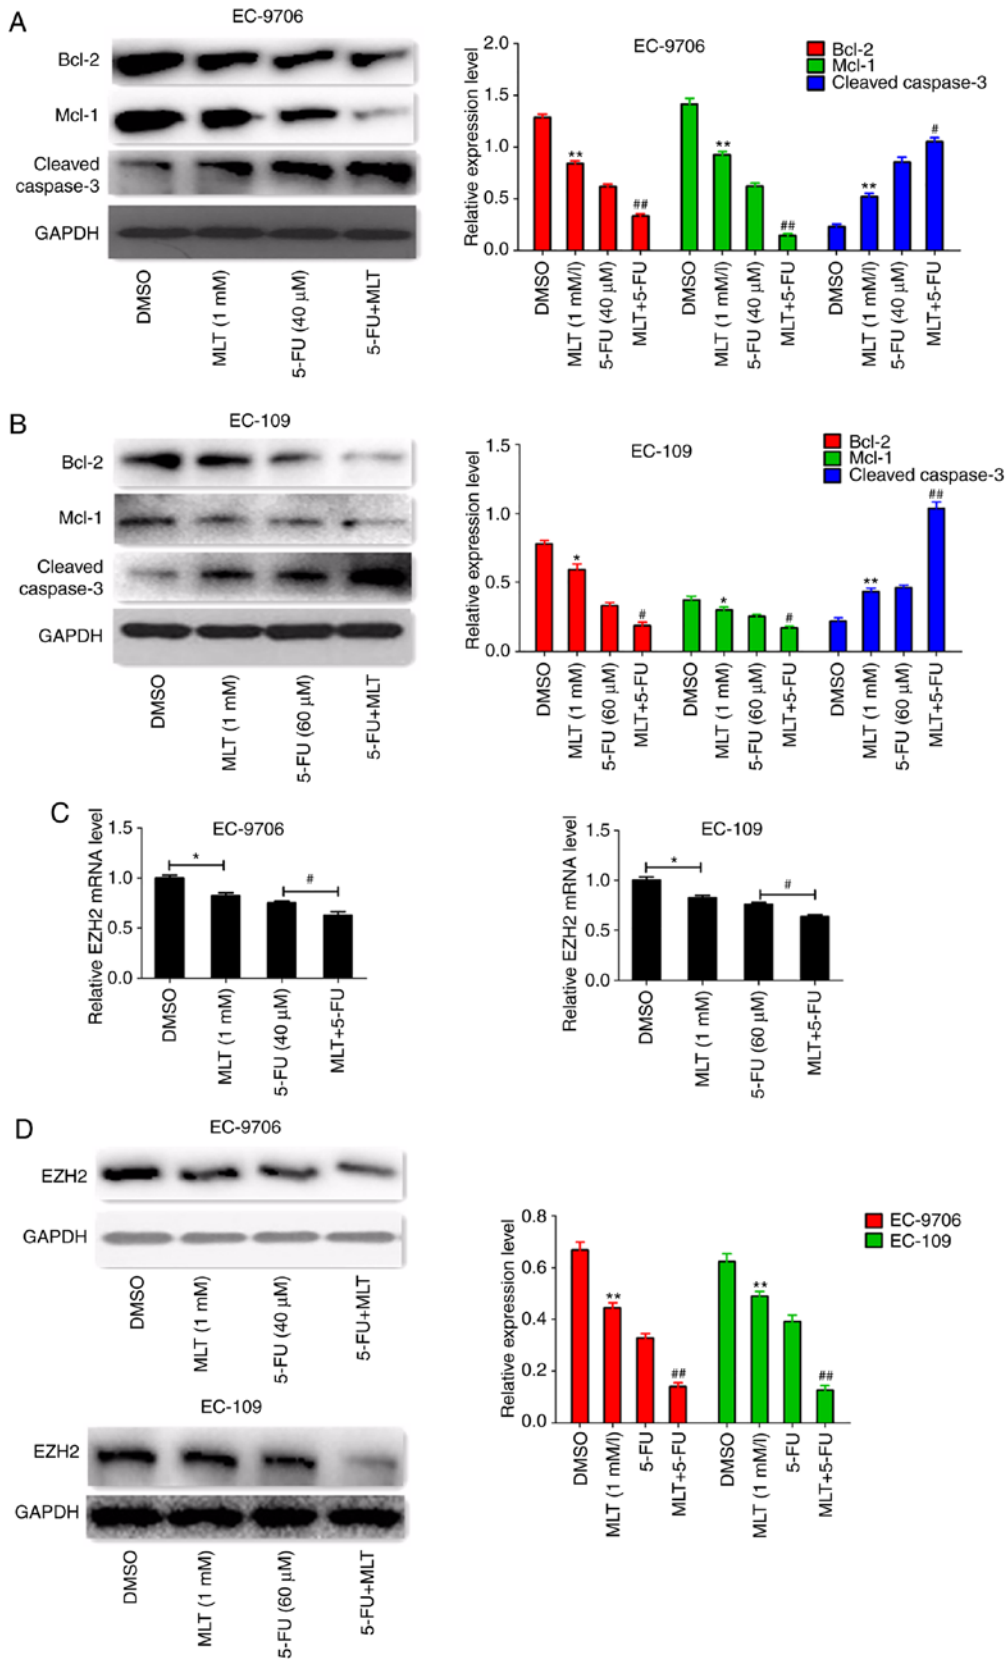 A
EC-9706
Bcl-2
Mcl-1
Cleaved
caspase-3
GAPDH
DMSO
MLT (1 mM)
5-FU (40 µM)
5-FU+MLT
EC-9706
Bcl-2
Mcl-1
Cleaved caspase-3
Relative expression level
2.0
1.5
1.0
0.5
0.0
**
##
**
##
**
#
DMSO
MLT (1 mM/l)
5-FU (40 µM)
MLT+5-FU
DMSO
MLT (1 mM/l)
5-FU (40 µM)
MLT+5-FU
DMSO
MLT (1 mM/l)
5-FU (40 µM)
MLT+5-FU
B
EC-109
Bcl-2
Mcl-1
Cleaved
caspase-3
GAPDH
DMSO
MLT (1 mM)
5-FU (60 µM)
5-FU+MLT
EC-109
Bcl-2
Mcl-1
Cleaved caspase-3
Relative expression level
1.5
1.0
0.5
0.0
*
#
*
#
**
##
DMSO
MLT (1 mM)
5-FU (60 µM)
MLT+5-FU
DMSO
MLT (1 mM)
5-FU (60 µM)
MLT+5-FU
DMSO
MLT (1 mM)
5-FU (60 µM)
MLT+5-FU
C
EC-9706
Relative EZH2 mRNA level
1.5
1.0
0.5
0.0
*
#
DMSO
MLT (1 mM)
5-FU (40 µM)
MLT+5-FU
EC-109
Relative EZH2 mRNA level
1.5
1.0
0.5
0.0
*
#
DMSO
MLT (1 mM)
5-FU (60 µM)
MLT+5-FU
D
EC-9706
EZH2
GAPDH
DMSO
MLT (1 mM)
5-FU (40 µM)
5-FU+MLT
EC-109
EZH2
GAPDH
DMSO
MLT (1 mM)
5-FU (60 µM)
5-FU+MLT
EC-9706
EC-109
Relative expression level
0.8
0.6
0.4
0.2
0.0
**
##
**
##
DMSO
MLT (1 mM/l)
5-FU
MLT+5-FU
DMSO
MLT (1 mM/l)
5-FU
MLT+5-FU